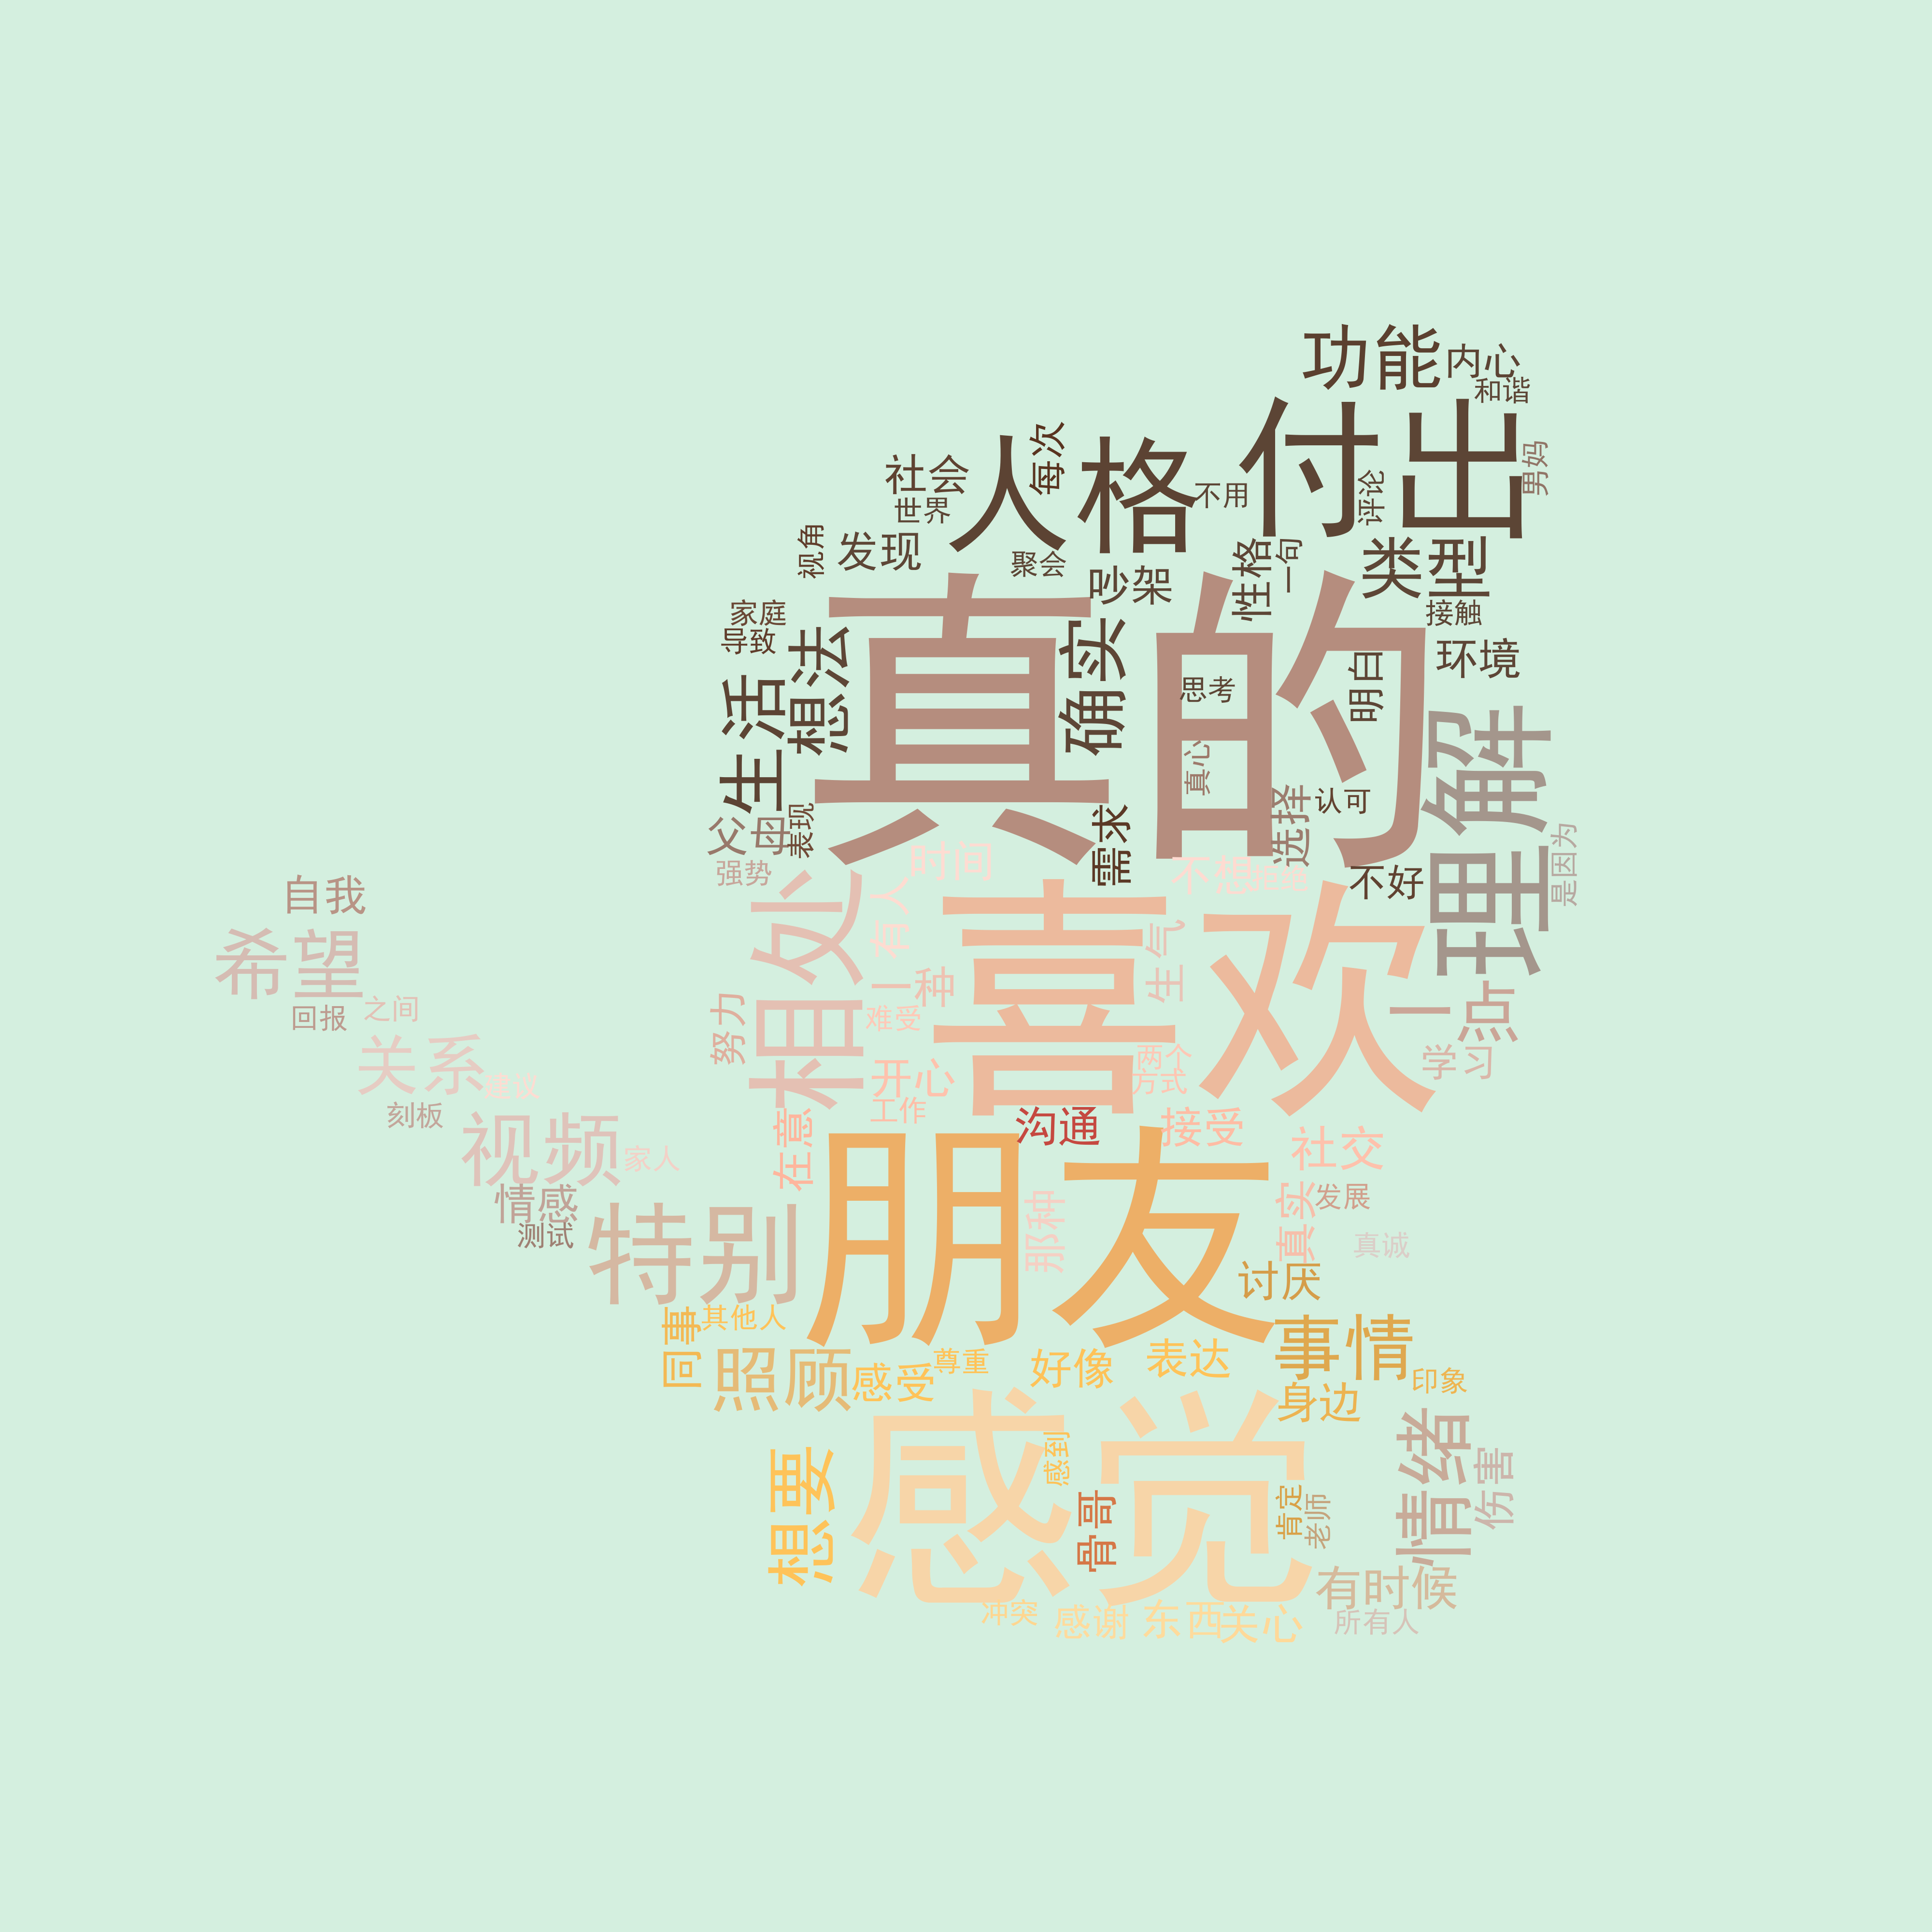 功能
内心
和谐
付出
男妈
每次
人格
社会
世界
不用
评论
发现
视角
聚会
吵架
性格
一句
类型
接触
家庭
导致
想法
真的
确实
思考
明白
环境
生活
真心
理解
选择
认可
父母
表现
需求
强势
时间
不想
拒绝
不好
是因为
自我
希望
回报
之间
相处
有人
一种
喜欢
生气
难受
努力
一点
学习
关系
建议
刻板
开心
工作
两个
方式
在意
沟通
接受
社交
视频
家人
情感
测试
特别
朋友
那种
真实
发展
真诚
讨厌
同事
其他人
照顾
感受
尊重
好像
表达
事情
身边
印象
感觉
感到
想要
骨哥
肯定
老师
情绪
伤害
有时候
所有人
冲突
感谢
东西
关心